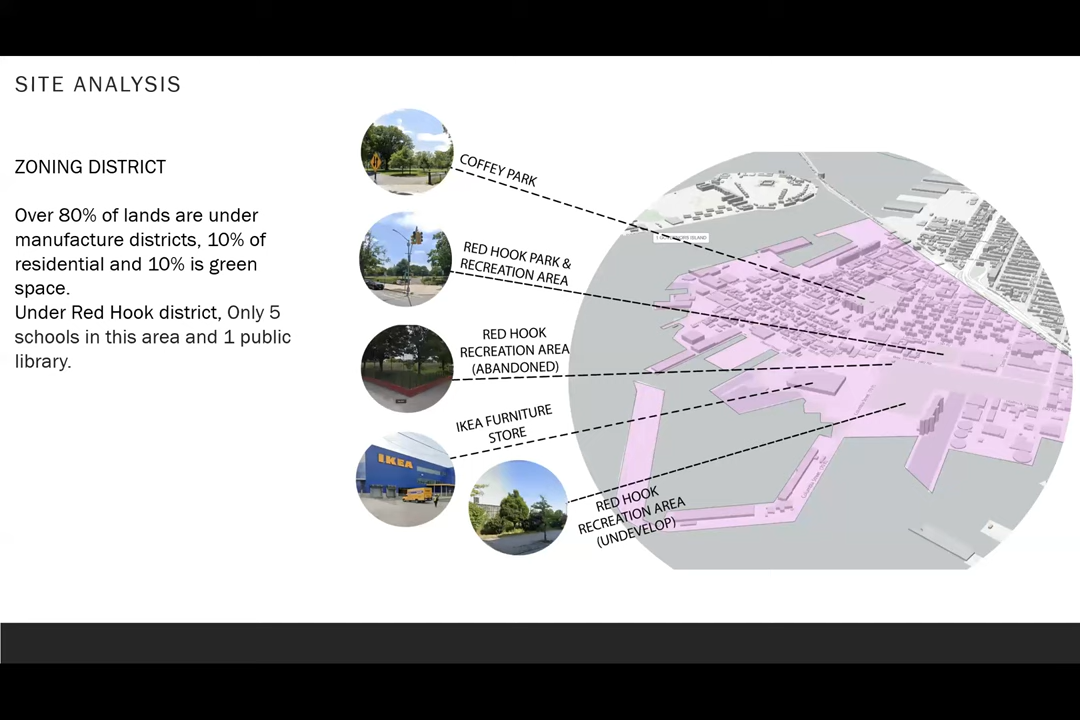 SITE ANALYSIS
ZONING DISTRICT
Over 80% of lands are under
manufacture districts, 10% of
residential and 10% is green
space.
Under Red Hook district, Only 5
schools in this area and 1 public
library.
COFFEY PARK
RED HOOK PARK &
RECREATION AREA
RED HOOK
RECREATION AREA
(ABANDONED)
IKEA FURNITURE
STORE
IKEA
RED HOOK
RECREATION AREA
(UNDEVELOP)